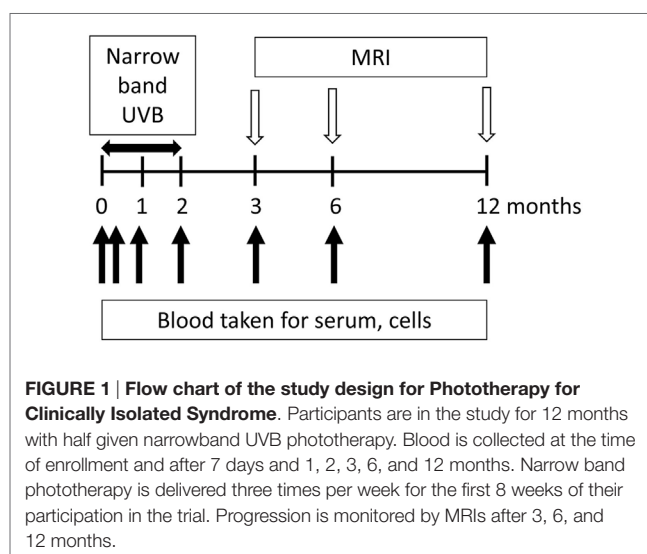 Narrow
band
UVB
MRI
0 1 2 3 6 12 months
Blood taken for serum, cells
FIGURE 1 | Flow chart of the study design for Phototherapy for
Clinically Isolated Syndrome. Participants are in the study for 12 months
with half given narrowband UVB phototherapy. Blood is collected at the time
of enrollment and after 7 days and 1, 2, 3, 6, and 12 months. Narrow band
phototherapy is delivered three times per week for the first 8 weeks of their
participation in the trial. Progression is monitored by MRIs after 3, 6, and
12 months.